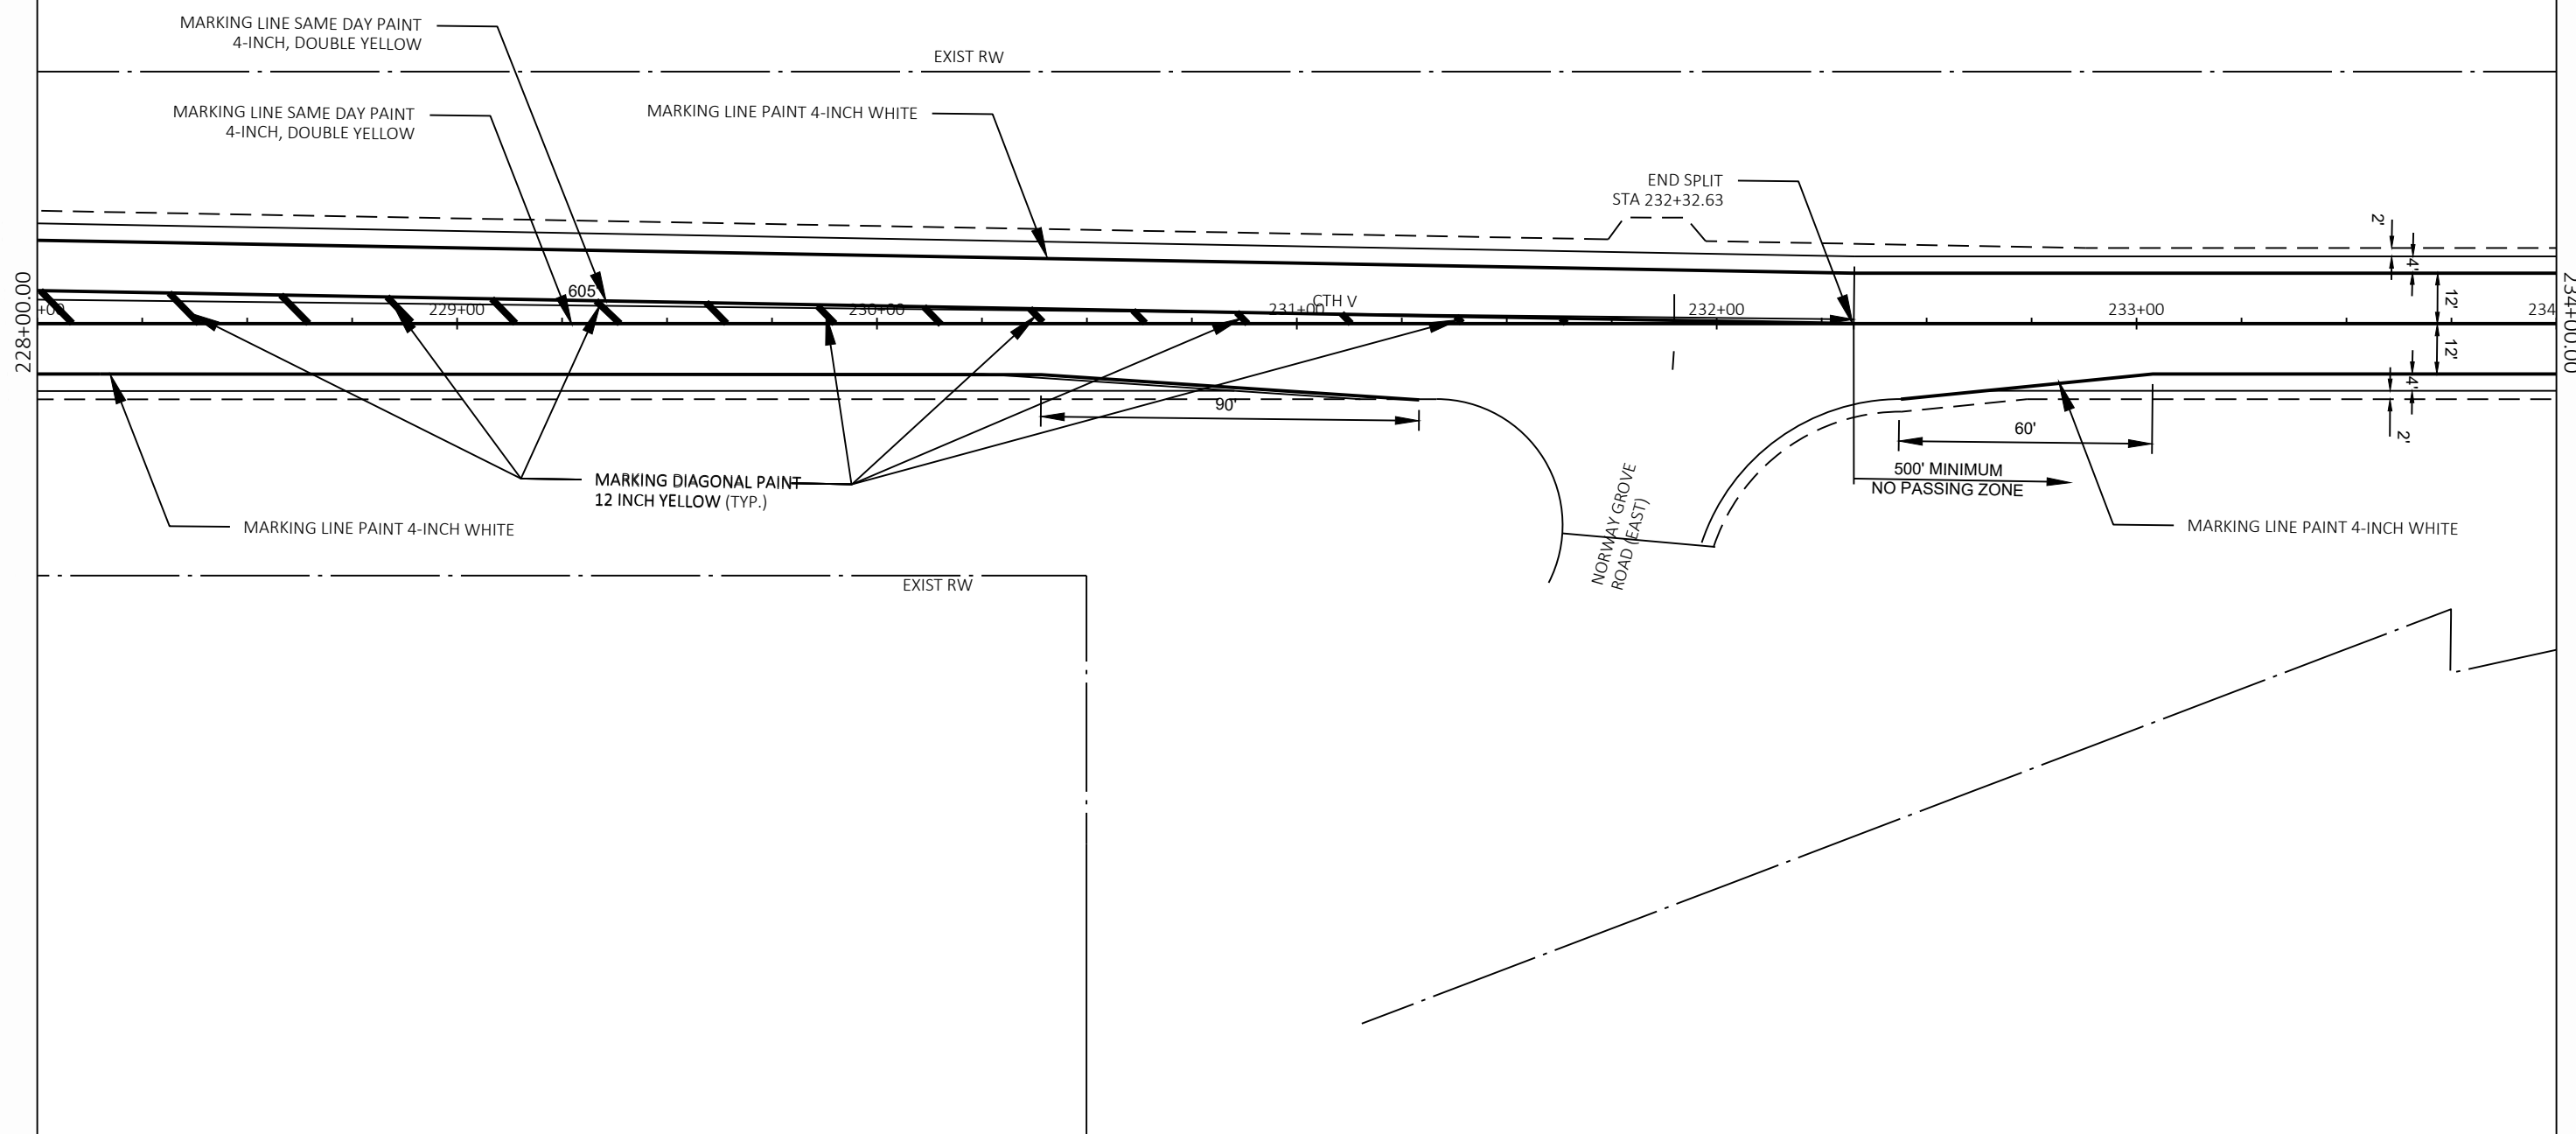 MARKING LINE SAME DAY PAINT
4-INCH, DOUBLE YELLOW
EXIST RW
MARKING LINE SAME DAY PAINT
4-INCH, DOUBLE YELLOW
MARKING LINE PAINT 4-INCH WHITE
END SPLIT
STA 232+32.63
2'
4'
12'
12'
4'
2'
228+00.00
+00
605'
229+00
230+00
231+00
CTH V
232+00
233+00
234
234+00.00
90'
60'
MARKING DIAGONAL PAINT
12 INCH YELLOW (TYP.)
500' MINIMUM
NO PASSING ZONE
MARKING LINE PAINT 4-INCH WHITE
NORWAY GROVE
ROAD (EAST)
MARKING LINE PAINT 4-INCH WHITE
EXIST RW